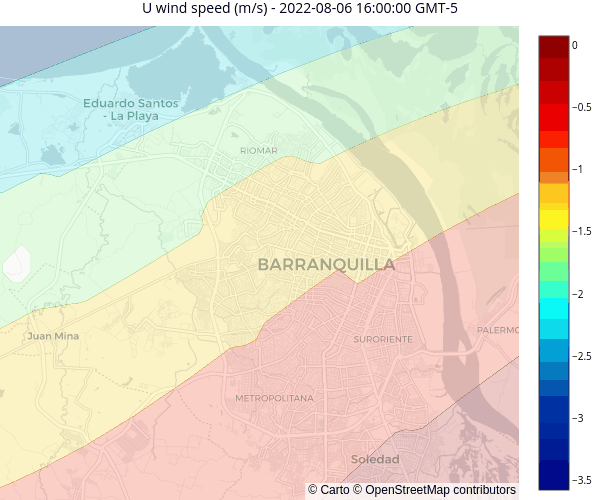 U wind speed (m/s) - 2022-08-06 16:00:00 GMT-5
0
Eduardo Santos
- La Playa
−0.5
RIOMAR
−1
−1.5
BARRANQUILLA
−2
PALERMO
Juan Mina
SURORIENTE
−2.5
METROPOLITANA
−3
Soledad
−3.5
© Carto © OpenStreetMap contributors